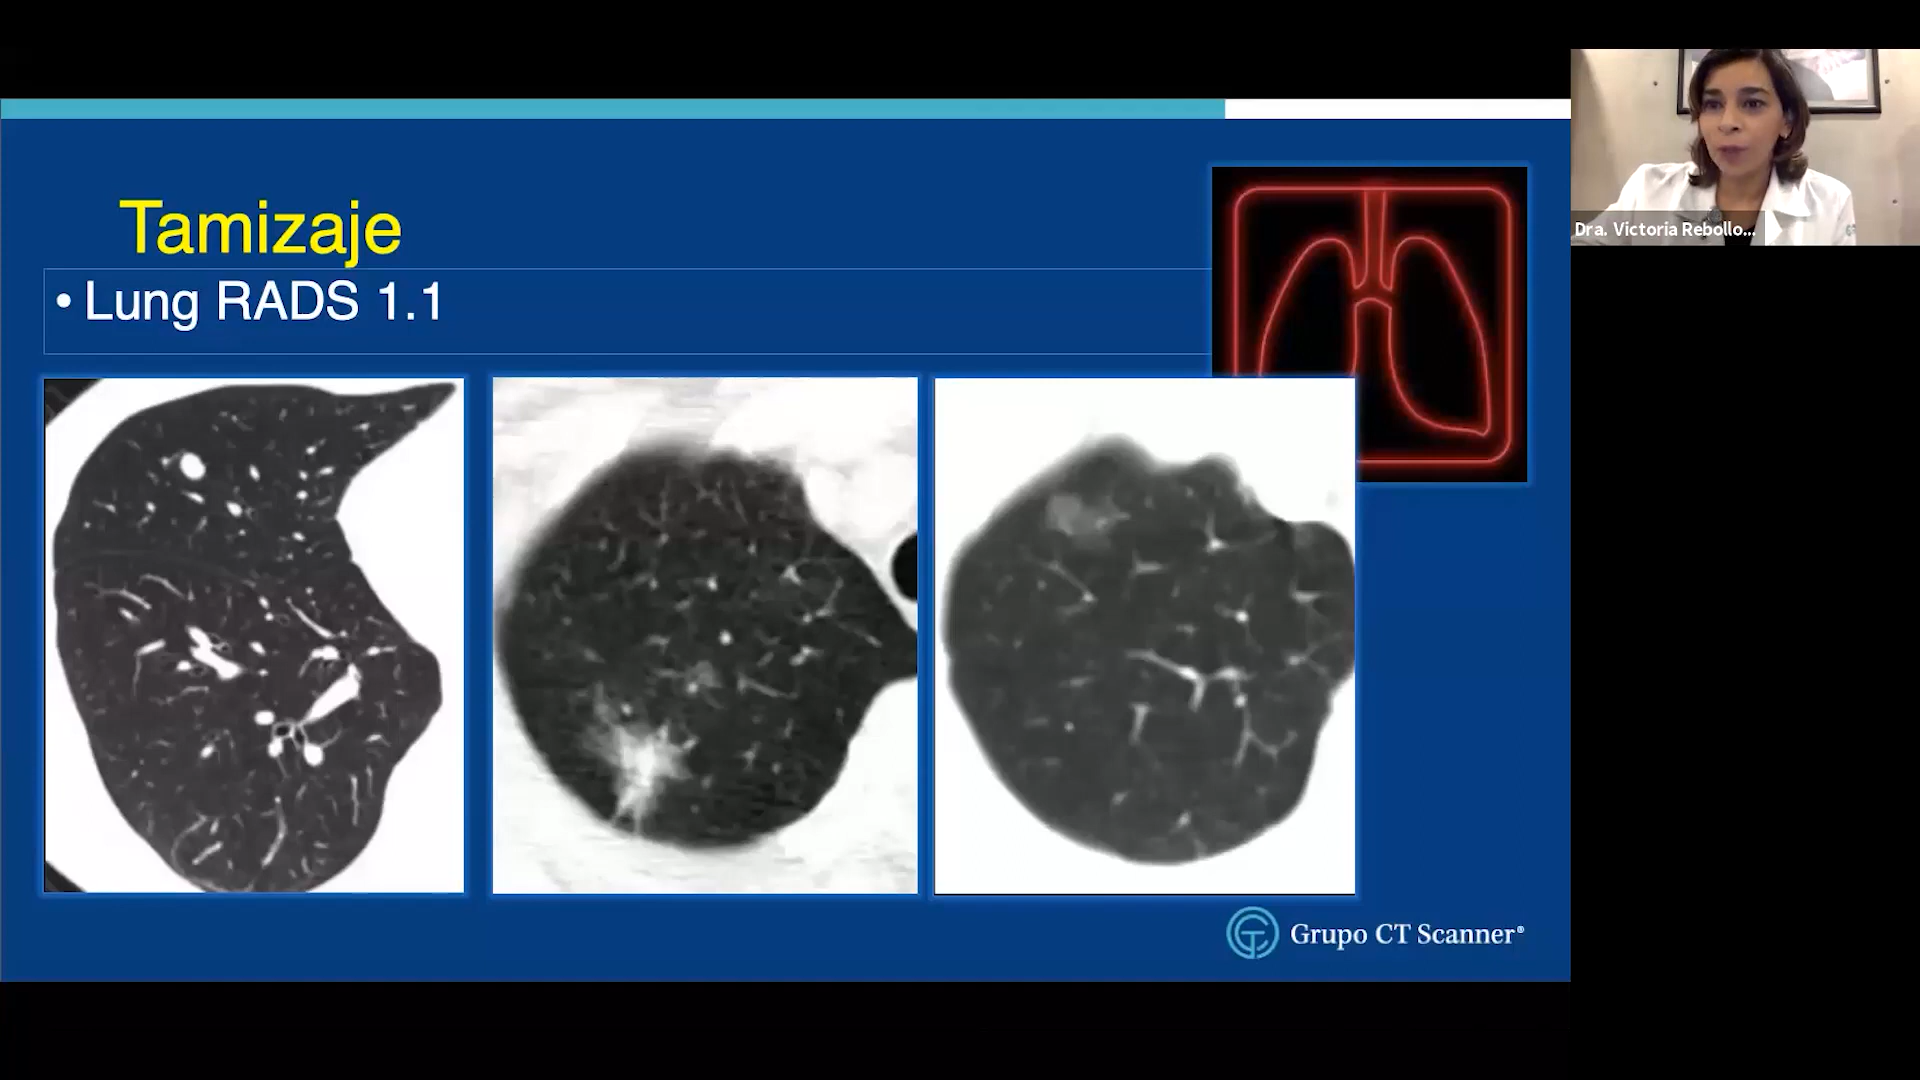 Tamizaje
• Lung RADS 1.1
Dra. Victoria Rebollo...
Grupo CT Scanner®